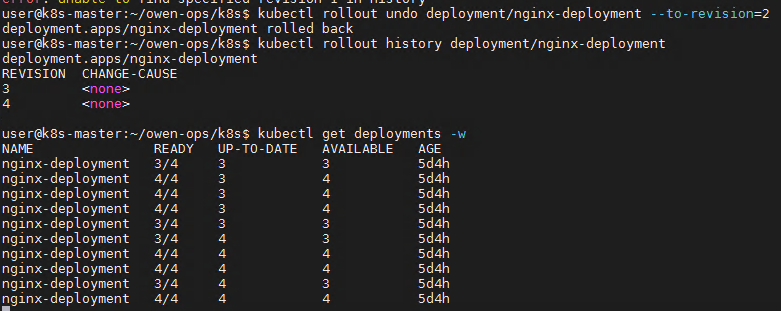 error: unable to find specified revision 1 in history
user@k8s-master:~/owen-ops/k8s$ kubectl rollout undo deployment/nginx-deployment --to-revision=2
deployment.apps/nginx-deployment rolled back
user@k8s-master:~/owen-ops/k8s$ kubectl rollout history deployment/nginx-deployment
deployment.apps/nginx-deployment
REVISION  CHANGE-CAUSE
3         <none>
4         <none>
user@k8s-master:~/owen-ops/k8s$ kubectl get deployments -w
NAME               READY   UP-TO-DATE   AVAILABLE   AGE
nginx-deployment   3/4     3            3           5d4h
nginx-deployment   4/4     3            4           5d4h
nginx-deployment   4/4     3            4           5d4h
nginx-deployment   4/4     3            4           5d4h
nginx-deployment   3/4     3            3           5d4h
nginx-deployment   3/4     4            3           5d4h
nginx-deployment   4/4     4            4           5d4h
nginx-deployment   4/4     4            4           5d4h
nginx-deployment   3/4     4            3           5d4h
nginx-deployment   4/4     4            4           5d4h